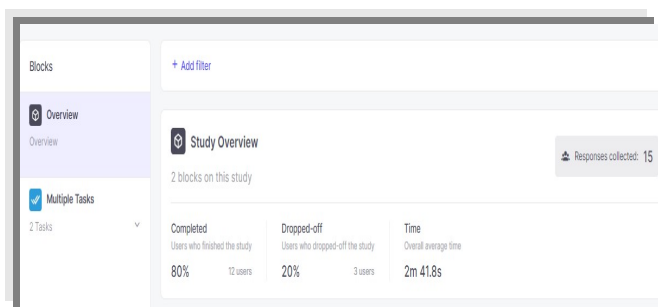 Blocks
+ Add filter
Overview
Overview
Study Overview
Responses collected: 15
2 blocks on this study
Multiple Tasks
2 Tasks
Completed
Users who finished the study
80% 12 users
Dropped-off
Users who dropped-off the study
20% 3 users
Time
Overall average time
2m 41.8s